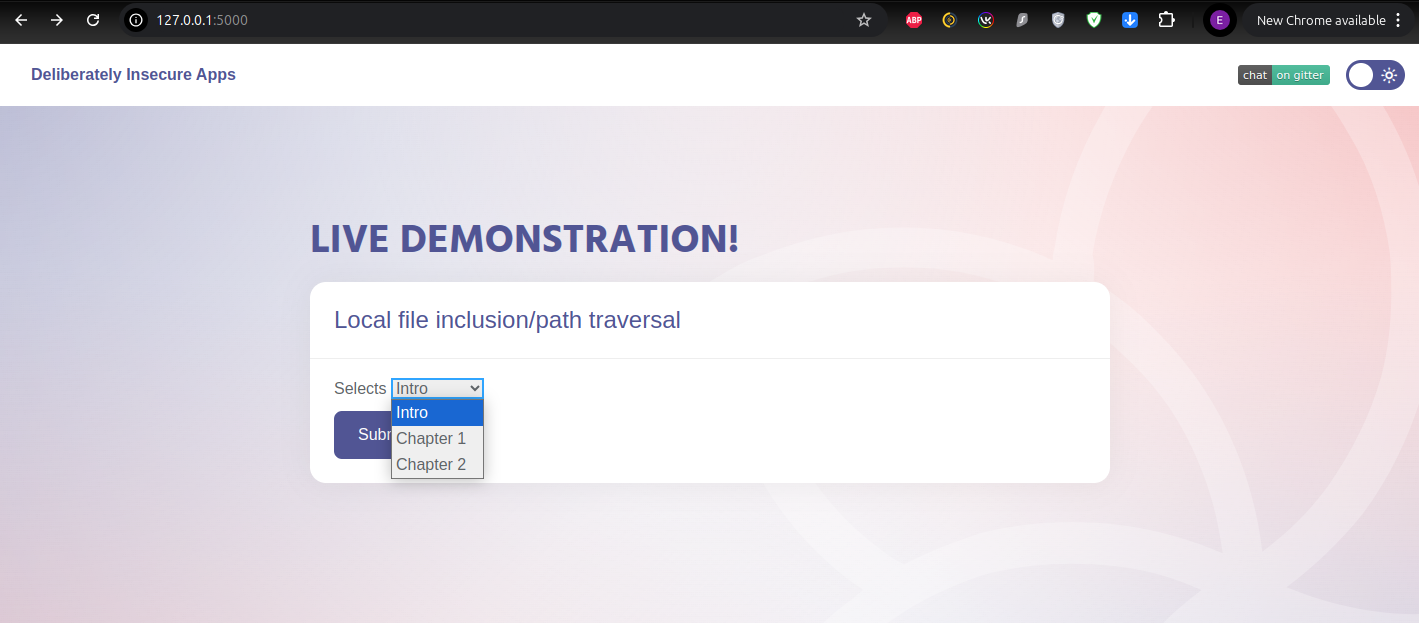 127.0.0.1:5000
ABP
E
New Chrome available
Deliberately Insecure Apps
chat on gitter
LIVE DEMONSTRATION!
Local file inclusion/path traversal
Selects Intro
Intro
Subr
Chapter 1
Chapter 2